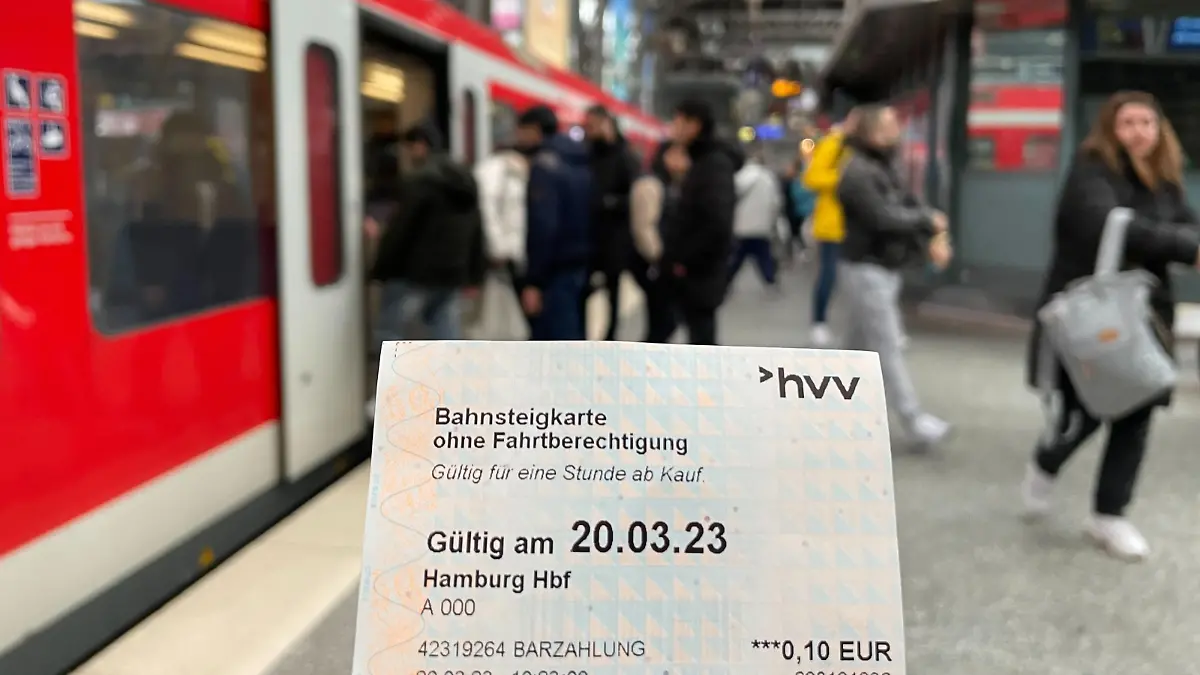 >hvv
Bahnsteigkarte
ohne Fahrtberechtigung
Gültig für eine Stunde ab Kauf.
Gültig am 20.03.23
Hamburg Hbf
A 000
42319264 BARZAHLUNG ***0,10 EUR